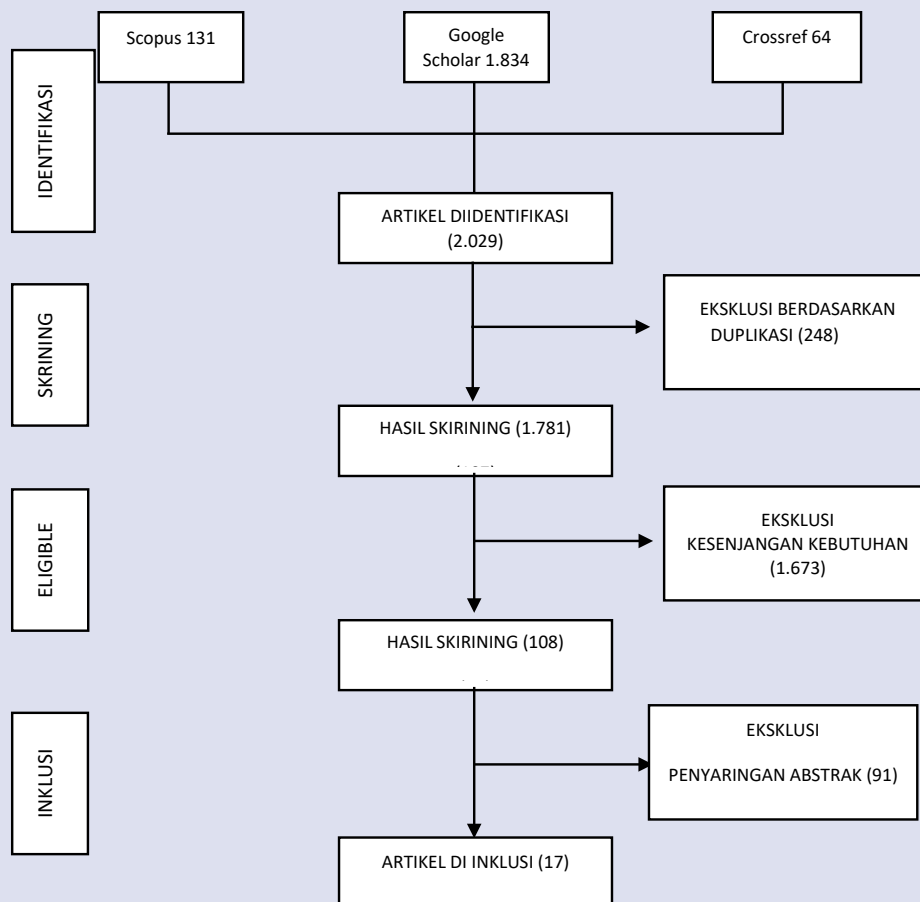 Scopus 131
Google
Scholar 1.834
Crossref 64
IDENTIFIKASI
ARTIKEL DIIDENTIFIKASI
(2.029)
SKRINING
EKSKLUSI BERDASARKAN
DUPLIKASI (248)
HASIL SKIRINING (1.781)
ELIGIBLE
EKSKLUSI
KESENJANGAN KEBUTUHAN
(1.673)
HASIL SKIRINING (108)
INKLUSI
EKSKLUSI
PENYARINGAN ABSTRAK (91)
ARTIKEL DI INKLUSI (17)